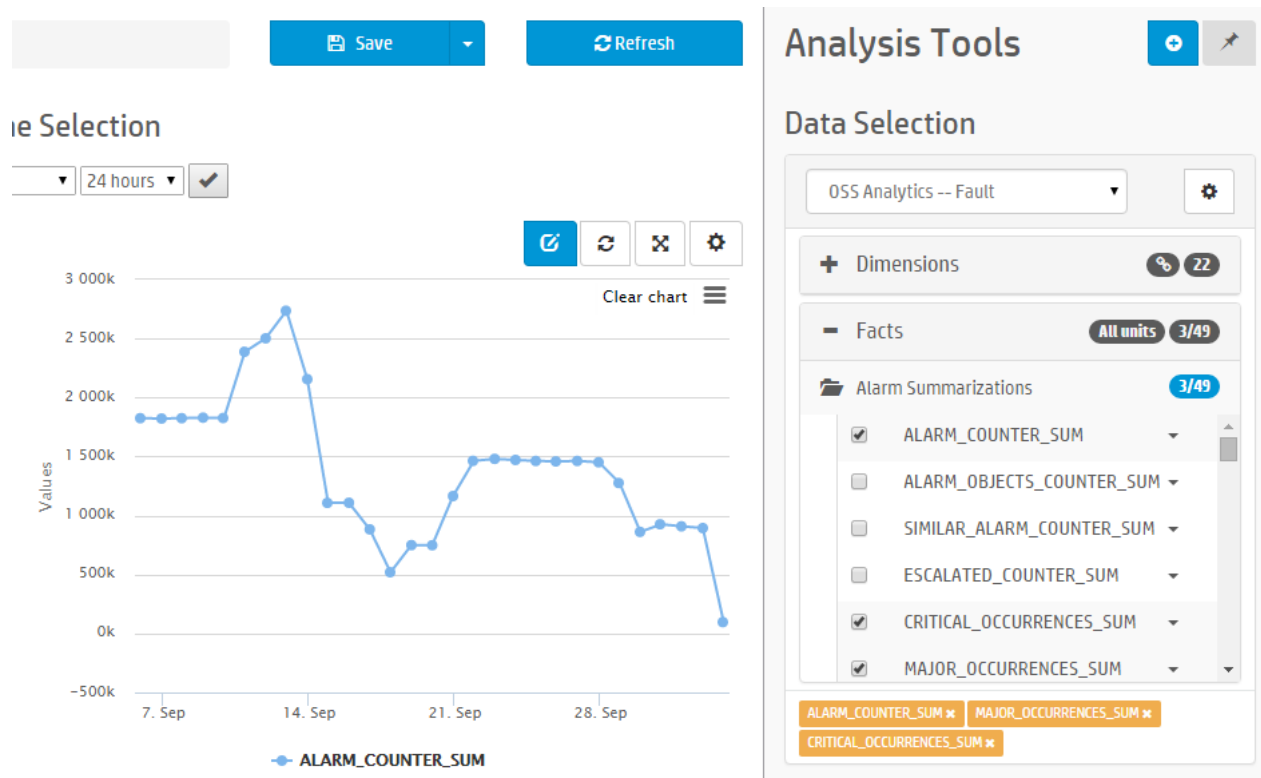 Save
Refresh
ne Selection
24 hours
Clear chart
3 000k
2 500k
2 000k
1 500k
1 000k
500k
0k
-500k
Values
7. Sep
14. Sep
21. Sep
28. Sep
ALARM_COUNTER_SUM
Analysis Tools
Data Selection
OSS Analytics -- Fault
Dimensions 22
Facts All units 3/49
Alarm Summarizations 3/49
ALARM_COUNTER_SUM
ALARM_OBJECTS_COUNTER_SUM
SIMILAR_ALARM_COUNTER_SUM
ESCALATED_COUNTER_SUM
CRITICAL_OCCURRENCES_SUM
MAJOR_OCCURRENCES_SUM
ALARM_COUNTER_SUM × MAJOR_OCCURRENCES_SUM ×
CRITICAL_OCCURRENCES_SUM ×